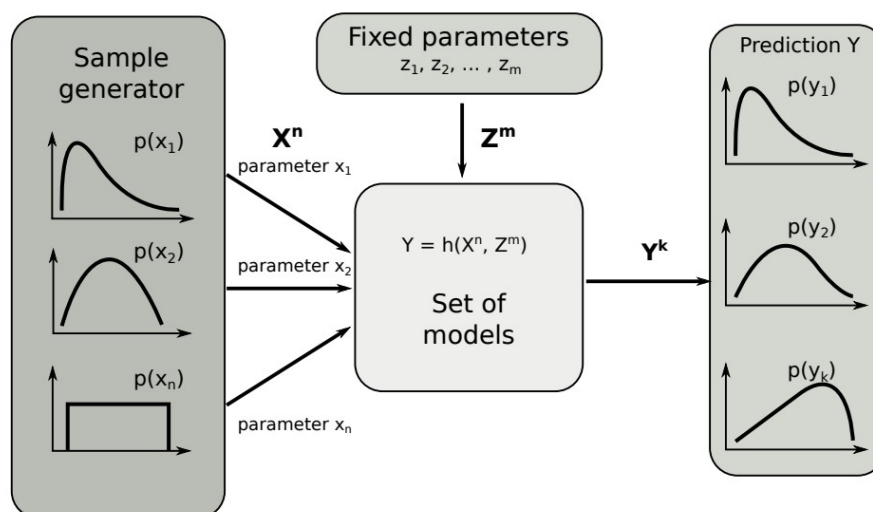 Sample
generator
p(x₁)
p(x₂)
p(xₙ)
Xⁿ
parameter x₁
parameter x₂
parameter xₙ
Fixed parameters
z₁, z₂, ... , zₘ
Zᵐ
Y = h(Xⁿ, Zᵐ)
Set of
models
Yᵏ
Prediction Y
p(y₁)
p(y₂)
p(yₖ)